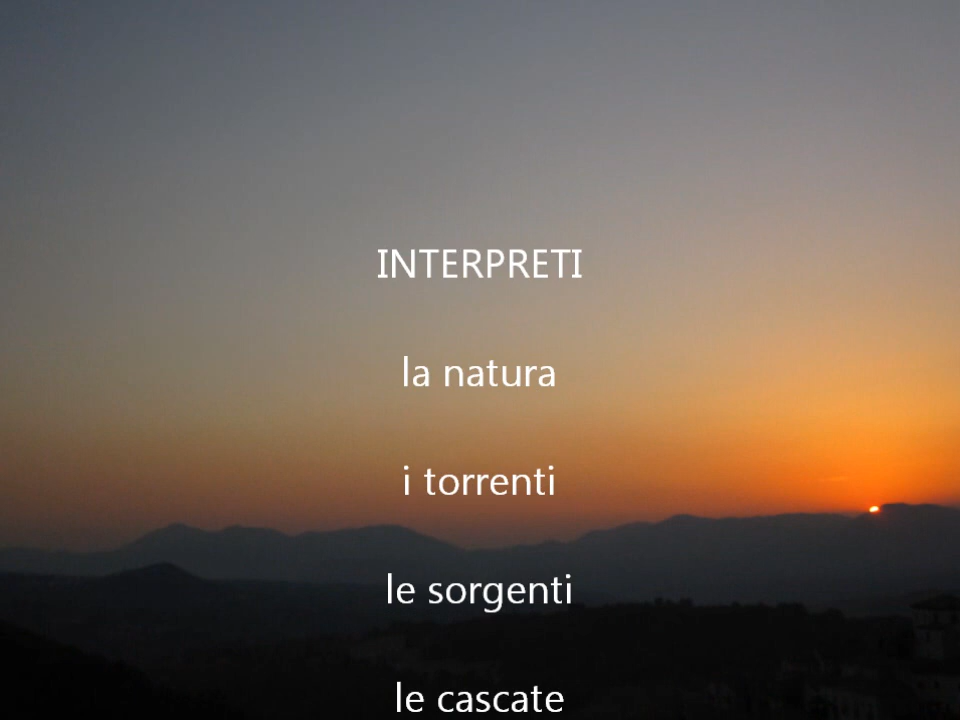 INTERPRETI
la natura
i torrenti
le sorgenti
le cascate